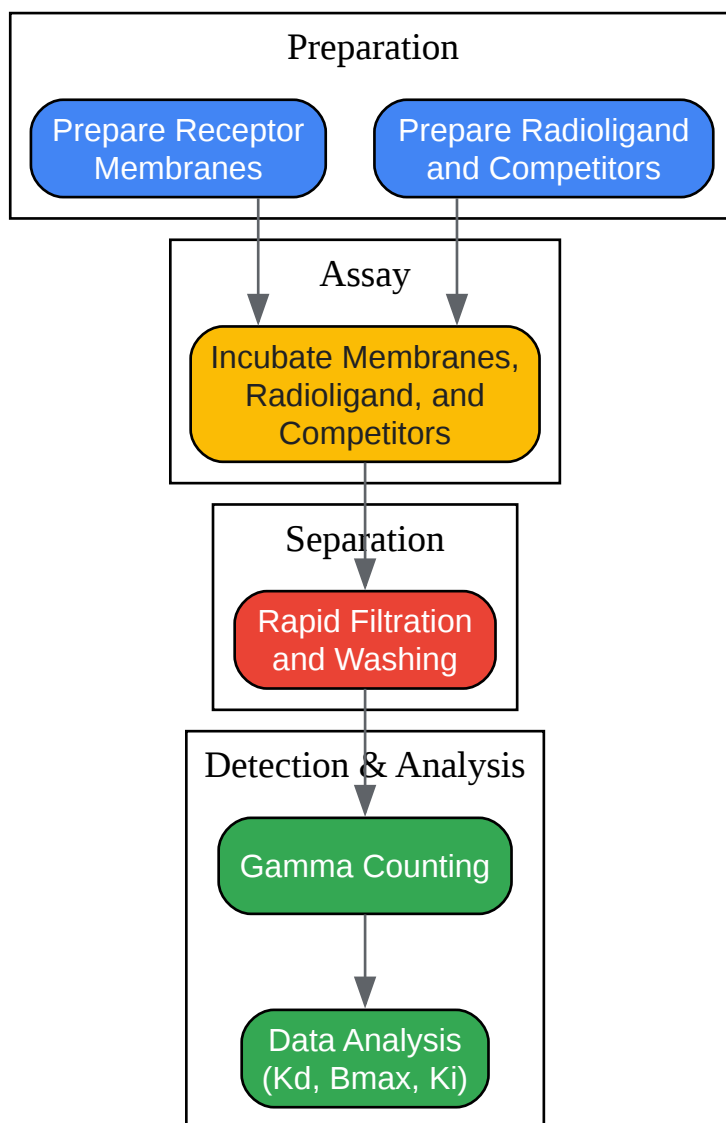 Preparation
Prepare Receptor
Membranes
Prepare Radioligand
and Competitors
Assay
Incubate Membranes,
Radioligand, and
Competitors
Separation
Rapid Filtration
and Washing
Detection & Analysis
Gamma Counting
Data Analysis
(Kd, Bmax, Ki)